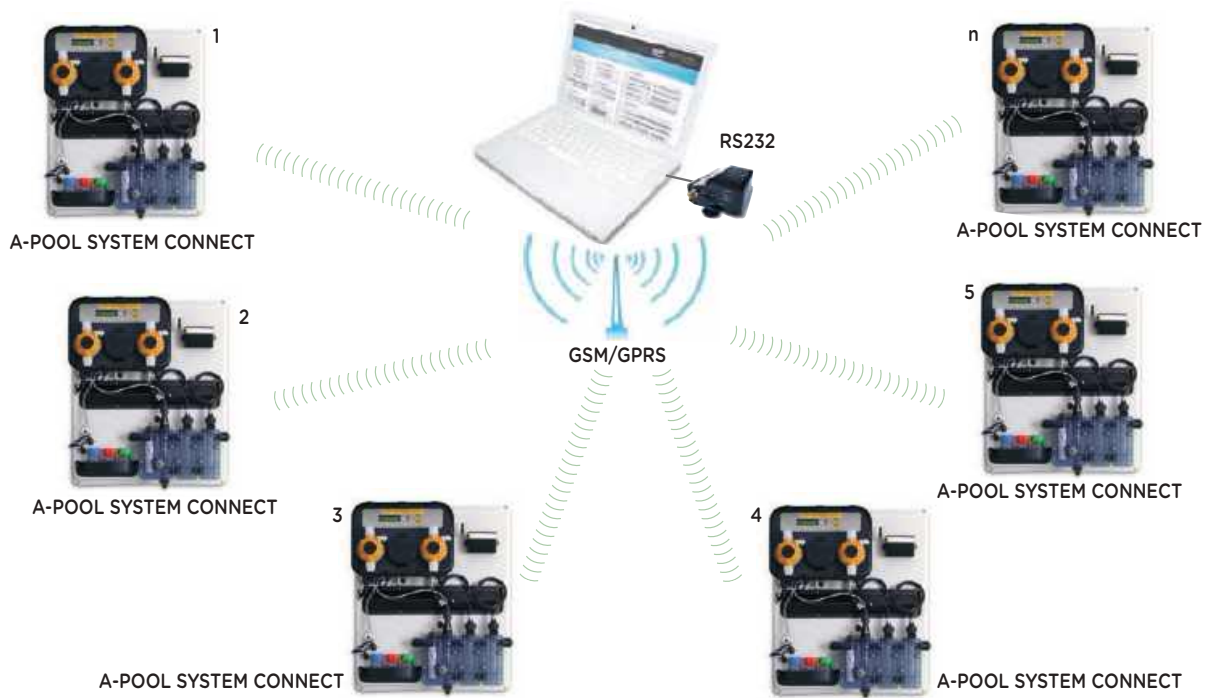 1
n
RS232
A-POOL SYSTEM CONNECT
A-POOL SYSTEM CONNECT
2
5
GSM/GPRS
A-POOL SYSTEM CONNECT
A-POOL SYSTEM CONNECT
3
4
A-POOL SYSTEM CONNECT
A-POOL SYSTEM CONNECT